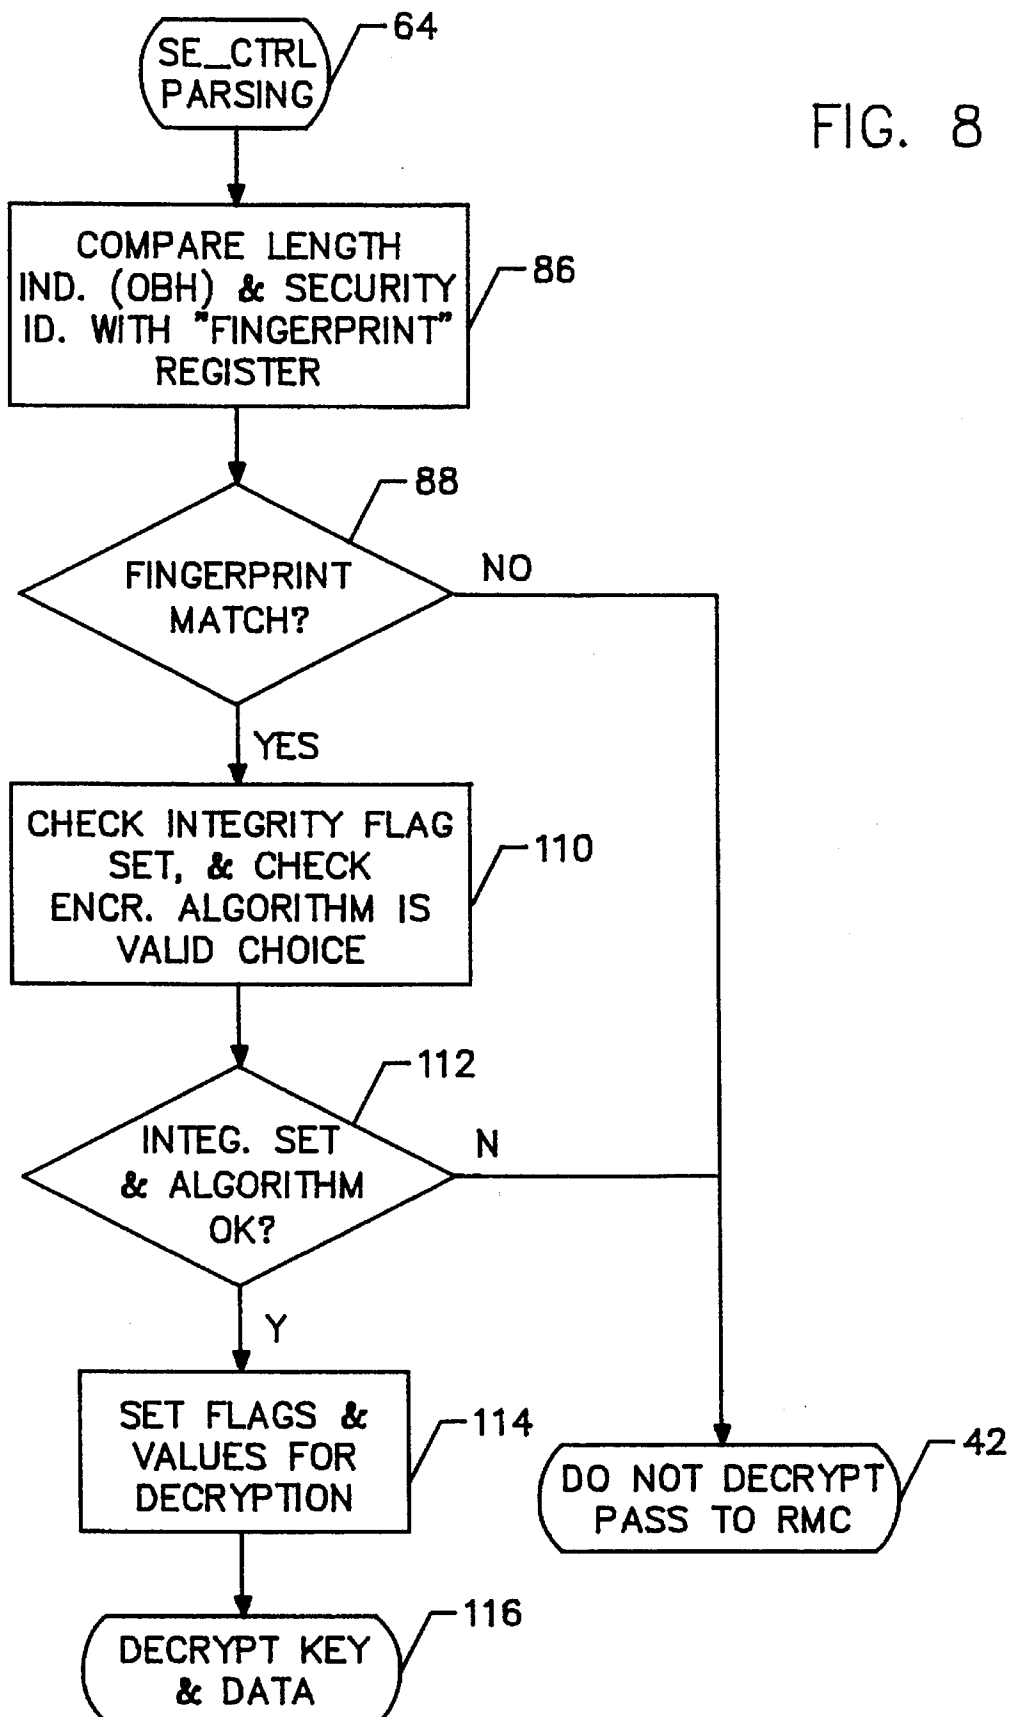 64
SE_CTRL
PARSING
FIG. 8
COMPARE LENGTH
IND. (OBH) & SECURITY
ID. WITH "FINGERPRINT"
REGISTER
86
88
FINGERPRINT
MATCH?
NO
YES
CHECK INTEGRITY FLAG
SET, & CHECK
ENCR. ALGORITHM IS
VALID CHOICE
110
112
INTEG. SET
& ALGORITHM
OK?
N
Y
SET FLAGS &
VALUES FOR
DECRYPTION
114
42
DO NOT DECRYPT
PASS TO RMC
116
DECRYPT KEY
& DATA